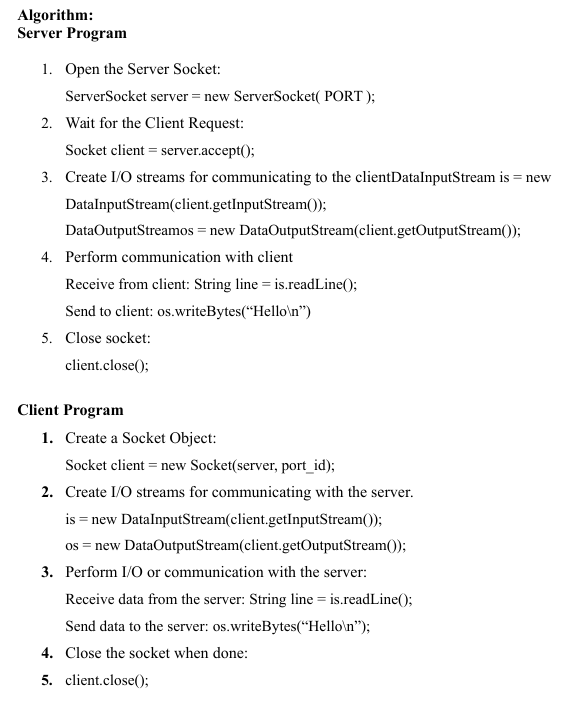 Algorithm:
Server Program
1. Open the Server Socket:
ServerSocket server = new ServerSocket( PORT );
2. Wait for the Client Request:
Socket client = server.accept();
3. Create I/O streams for communicating to the clientDataInputStream is = new
DataInputStream(client.getInputStream());
DataOutputStreamos = new DataOutputStream(client.getOutputStream());
4. Perform communication with client
Receive from client: String line = is.readLine();
Send to client: os.writeBytes(“Hello\n”)
5. Close socket:
client.close();
Client Program
1. Create a Socket Object:
Socket client = new Socket(server, port_id);
2. Create I/O streams for communicating with the server.
is = new DataInputStream(client.getInputStream());
os = new DataOutputStream(client.getOutputStream());
3. Perform I/O or communication with the server:
Receive data from the server: String line = is.readLine();
Send data to the server: os.writeBytes(“Hello\n”);
4. Close the socket when done:
5. client.close();